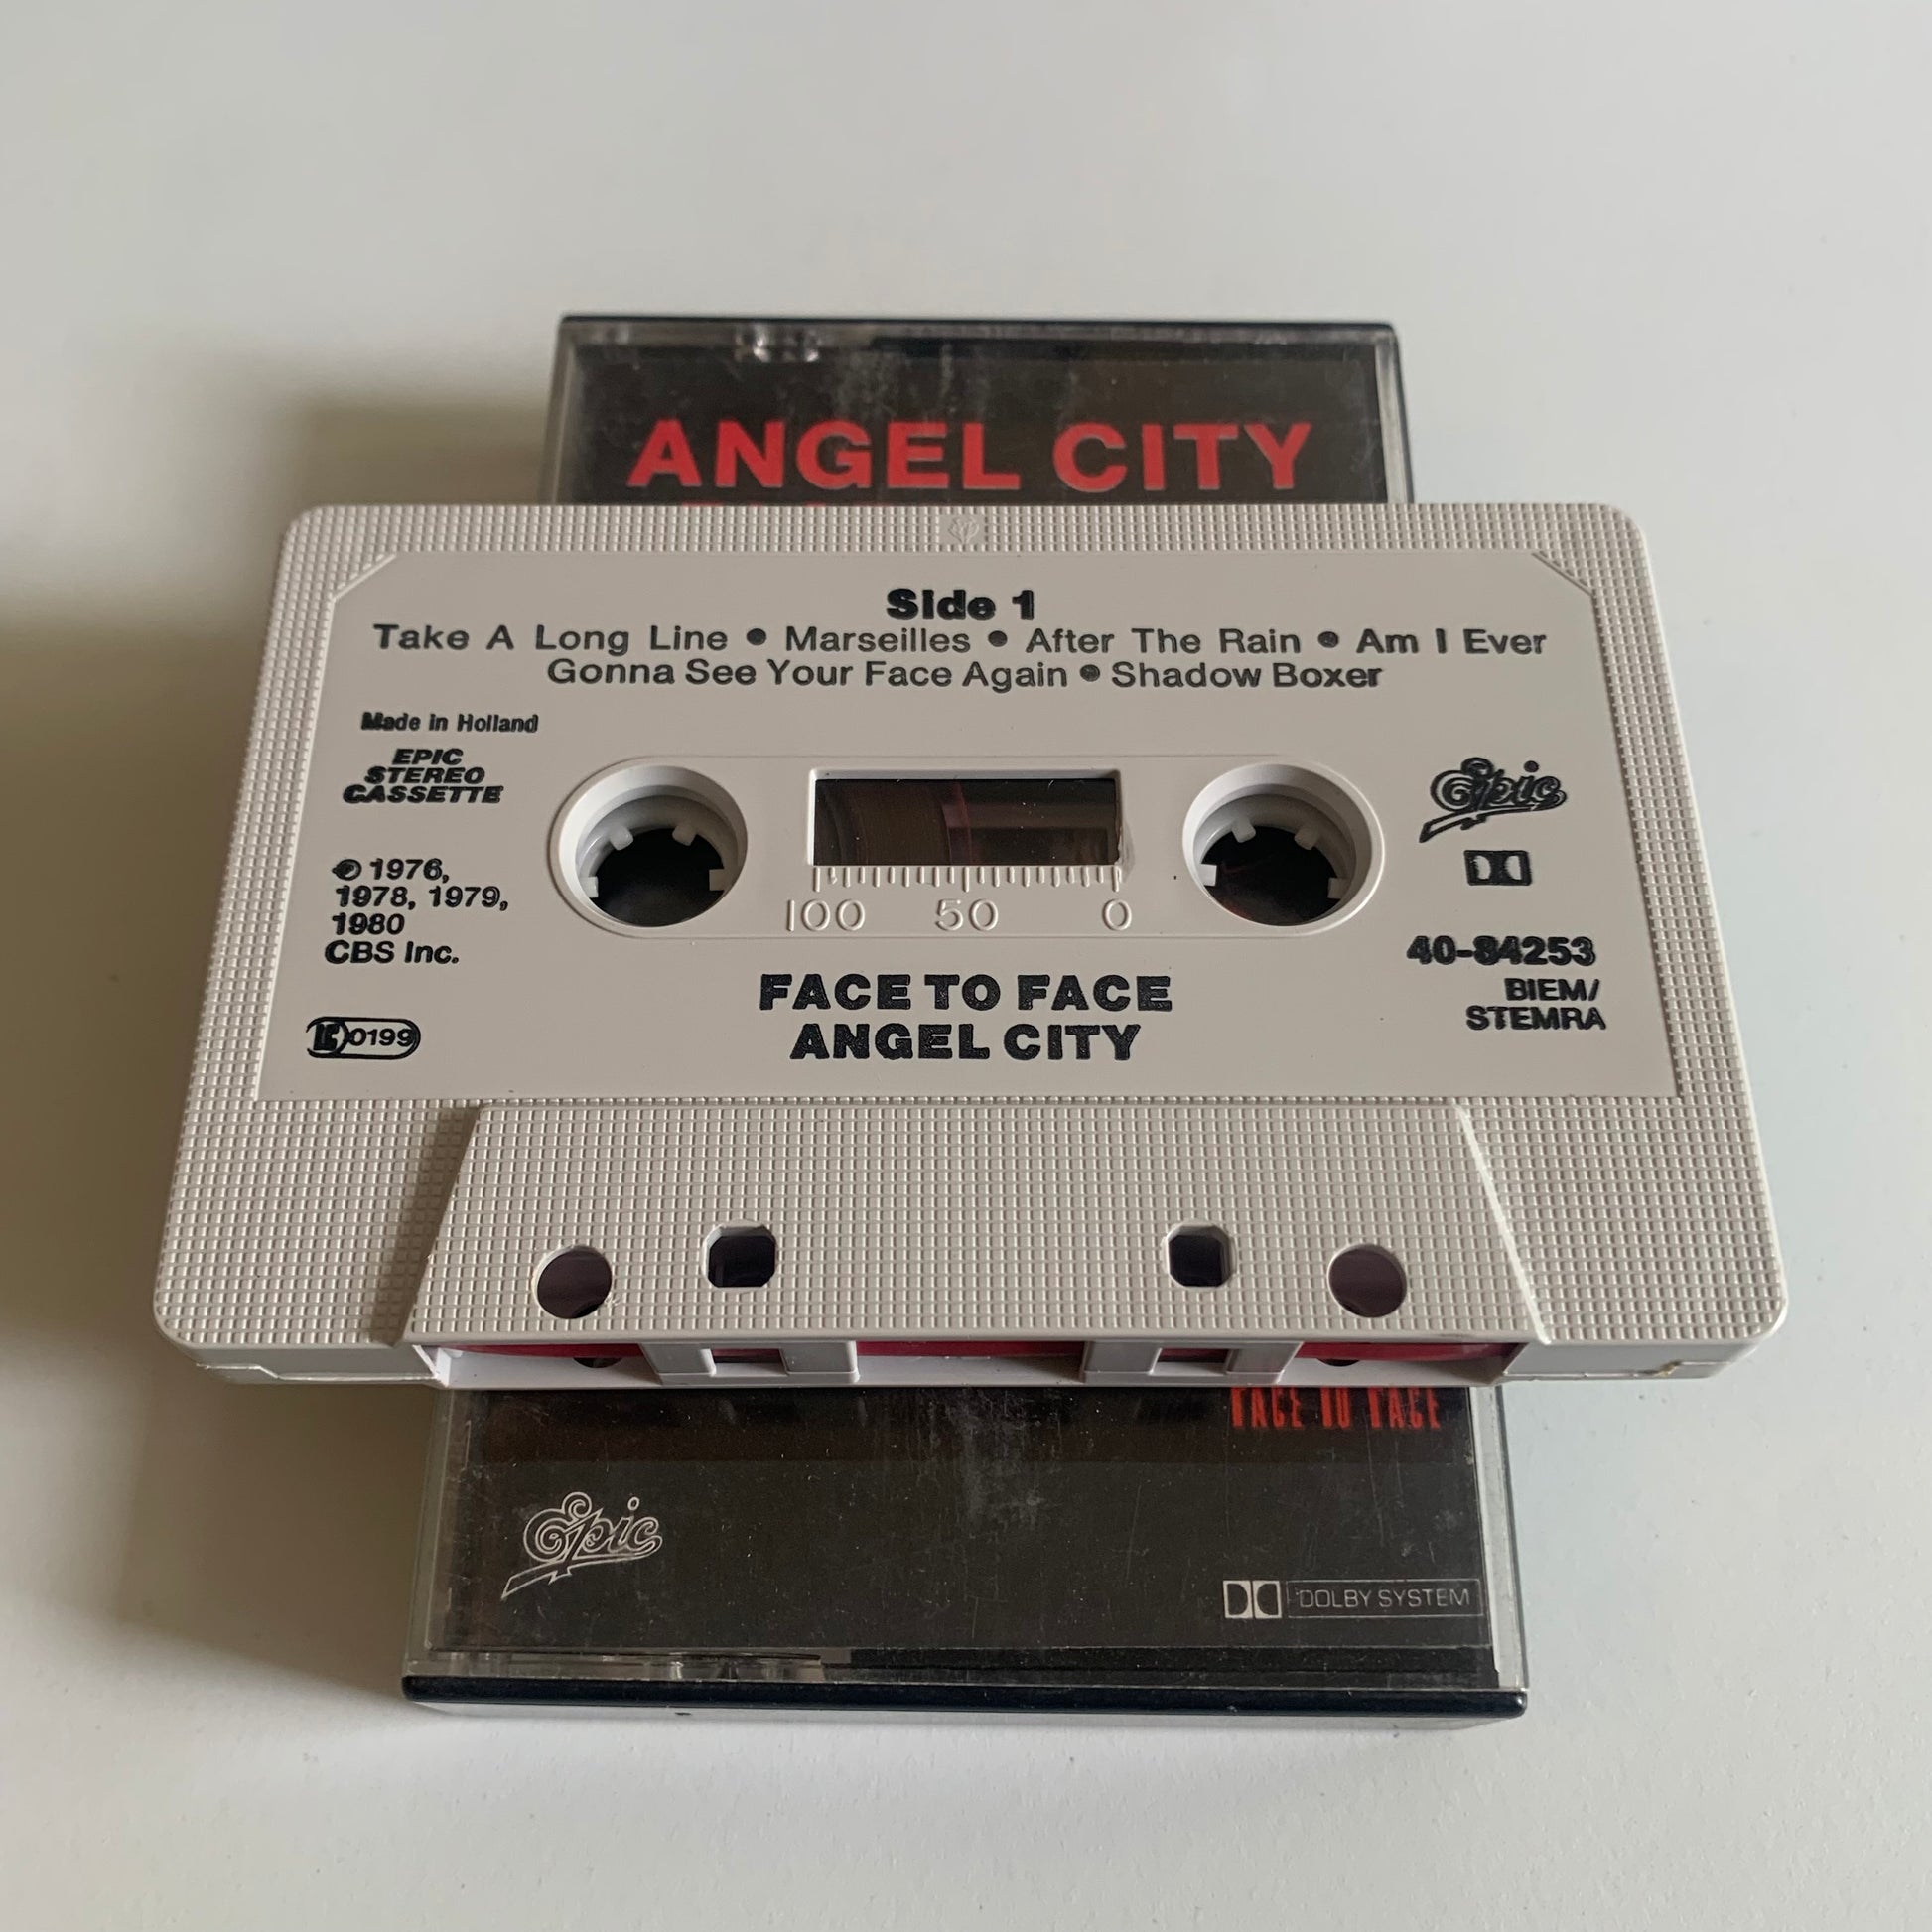 ANGEL CITY
Side 1
Take A Long Line • Marseilles • After The Rain • Am I Ever
Gonna See Your Face Again • Shadow Boxer
Made in Holland
EPIC
STEREO
CASSETTE
Epic
℗ 1976,
1978, 1979,
1980
CBS Inc.
100 50 0
40-84253
BIEM/
STEMRA
LC 0199
FACE TO FACE
ANGEL CITY
FACE TO FACE
Epic
DOLBY SYSTEM